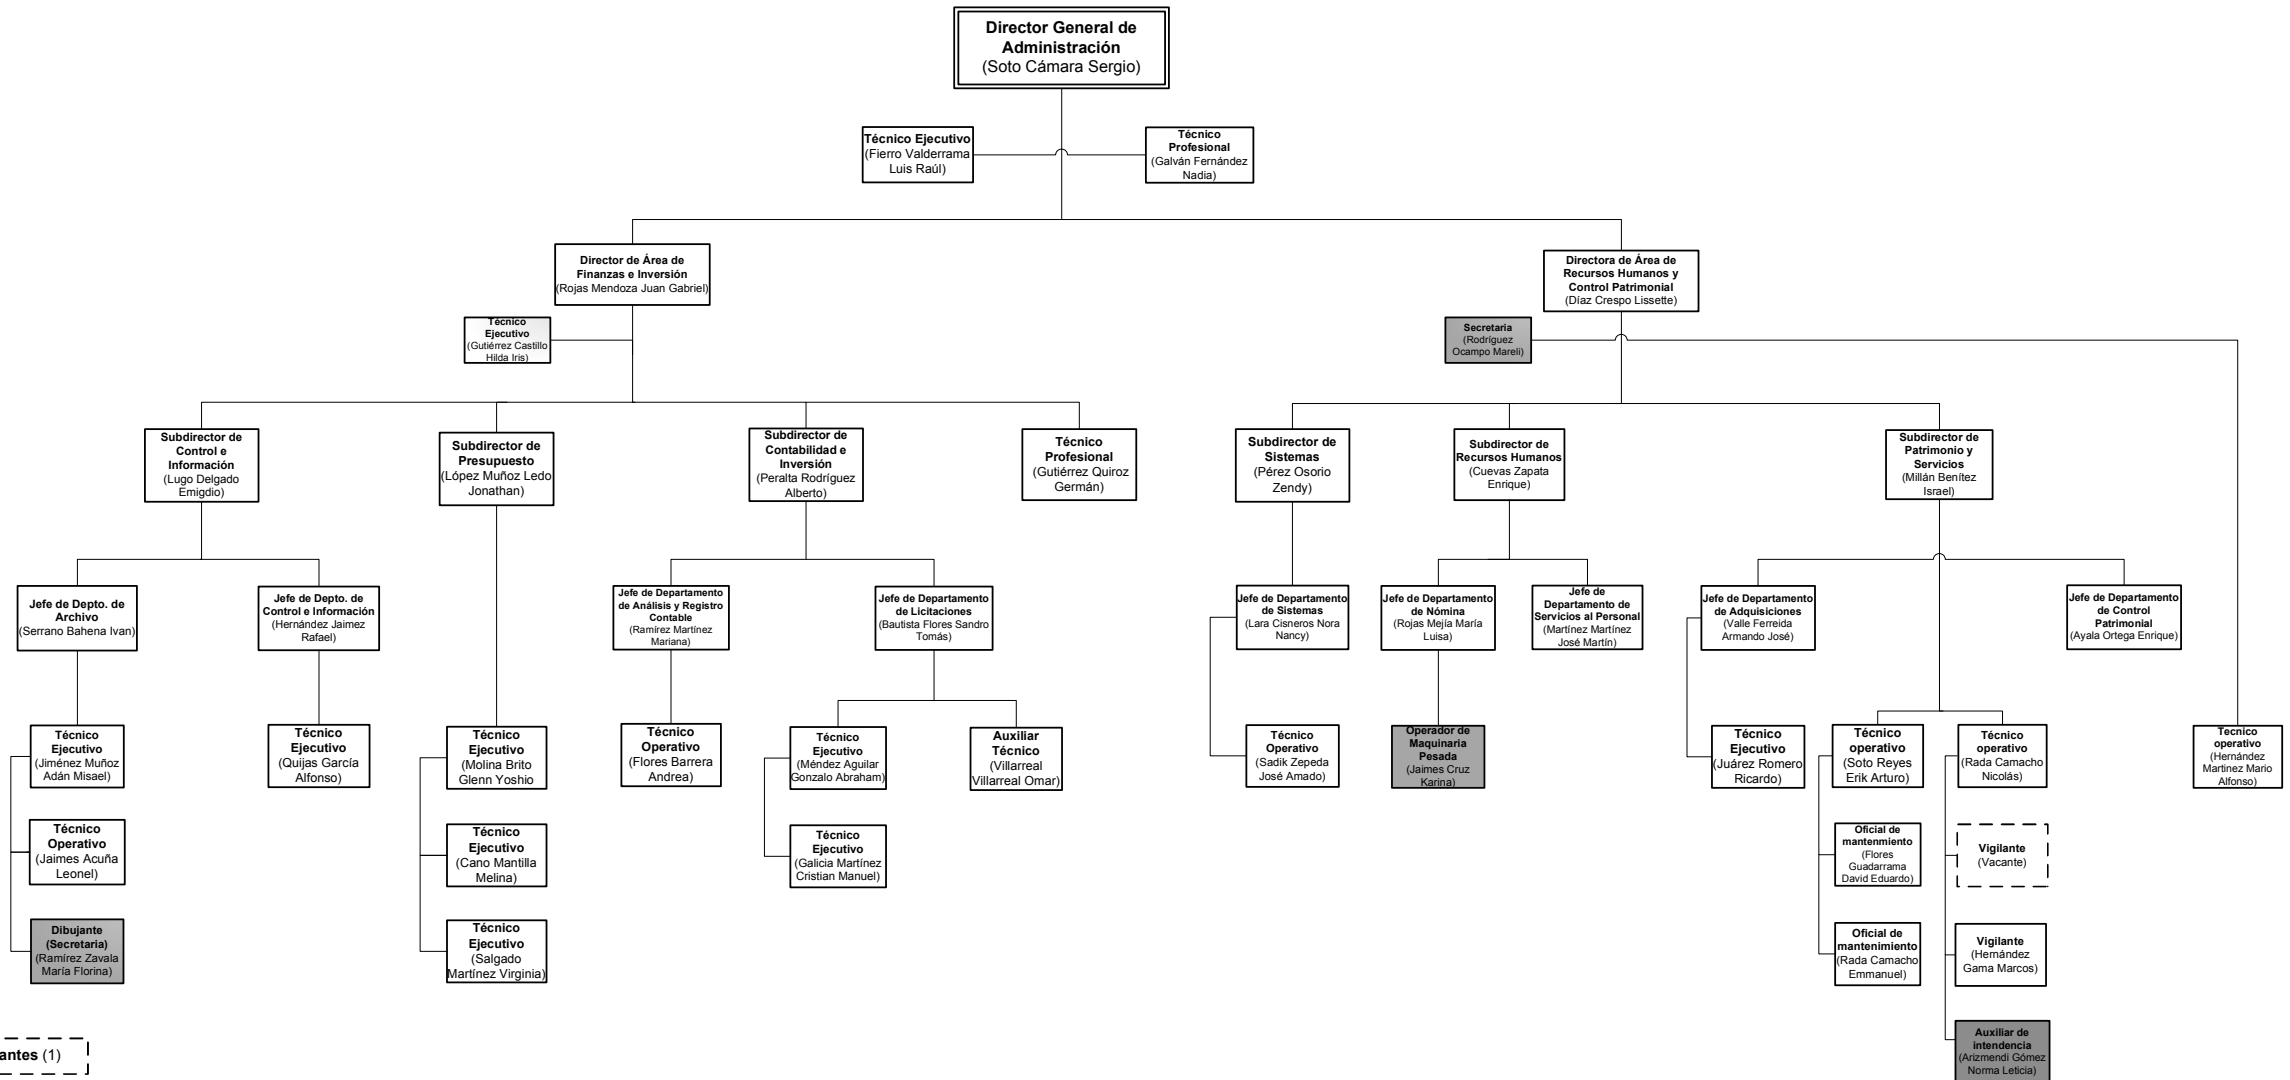 Director General de
Administración
(Soto Cámara Sergio)
Técnico Ejecutivo
(Fierro Valderrama
Luis Raúl)
Técnico
Profesional
(Galván Fernández
Nadia)
Director de Área de
Finanzas e Inversión
(Rojas Mendoza Juan Gabriel)
Directora de Área de
Recursos Humanos y
Control Patrimonial
(Díaz Crespo Lissette)
Técnico
Ejecutivo
(Gutiérrez Castillo
Hilda Iris)
Secretaria
(Rodríguez
Ocampo Mareli)
Subdirector de
Control e
Información
(Lugo Delgado
Emigdio)
Subdirector de
Presupuesto
(López Muñoz Ledo
Jonathan)
Subdirector de
Contabilidad e
Inversión
(Peralta Rodríguez
Alberto)
Técnico
Profesional
(Gutiérrez Quiroz
Germán)
Subdirector de
Sistemas
(Pérez Osorio
Zendy)
Subdirector de
Recursos Humanos
(Cuevas Zapata
Enrique)
Subdirector de
Patrimonio y
Servicios
(Millán Benítez
Israel)
Jefe de Depto. de
Archivo
(Serrano Bahena Ivan)
Jefe de Depto. de
Control e Información
(Hernández Jaimez
Rafael)
Jefe de Departamento
de Análisis y Registro
Contable
(Ramírez Martínez
Mariana)
Jefe de Departamento
de Licitaciones
(Bautista Flores Sandro
Tomás)
Jefe de Departamento
de Sistemas
(Lara Cisneros Nora
Nancy)
Jefe de Departamento
de Nómina
(Rojas Mejía María
Luisa)
Jefe de
Departamento de
Servicios al Personal
(Martínez Martínez
José Martín)
Jefe de Departamento
de Adquisiciones
(Valle Ferreida
Armando José)
Jefe de Departamento
de Control
Patrimonial
(Ayala Ortega Enrique)
Técnico
Ejecutivo
(Jiménez Muñoz
Adán Misael)
Técnico
Ejecutivo
(Quijas García
Alfonso)
Técnico
Ejecutivo
(Molina Brito
Glenn Yoshio
Técnico
Operativo
(Flores Barrera
Andrea)
Técnico
Ejecutivo
(Méndez Aguilar
Gonzalo Abraham)
Auxiliar
Técnico
(Villarreal
Villarreal Omar)
Técnico
Operativo
(Sadik Zepeda
José Amado)
Operador de
Maquinaria
Pesada
(Jaimes Cruz
Karina)
Técnico
Ejecutivo
(Juárez Romero
Ricardo)
Técnico
operativo
(Soto Reyes
Erik Arturo)
Técnico
operativo
(Rada Camacho
Nicolás)
Tecnico
operativo
(Hernández
Martinez Mario
Alfonso)
Técnico
Operativo
(Jaimes Acuña
Leonel)
Técnico
Ejecutivo
(Cano Mantilla
Melina)
Técnico
Ejecutivo
(Galicia Martínez
Cristian Manuel)
Oficial de
mantenmiento
(Flores
Guadarrama
David Eduardo)
Vigilante
(Vacante)
Dibujante
(Secretaria)
(Ramírez Zavala
María Florina)
Técnico
Ejecutivo
(Salgado
Martínez Virginia)
Oficial de
mantenimiento
(Rada Camacho
Emmanuel)
Vigilante
(Hernández
Gama Marcos)
Auxiliar de
intendencia
(Arizmendi Gómez
Norma Leticia)
antes (1)